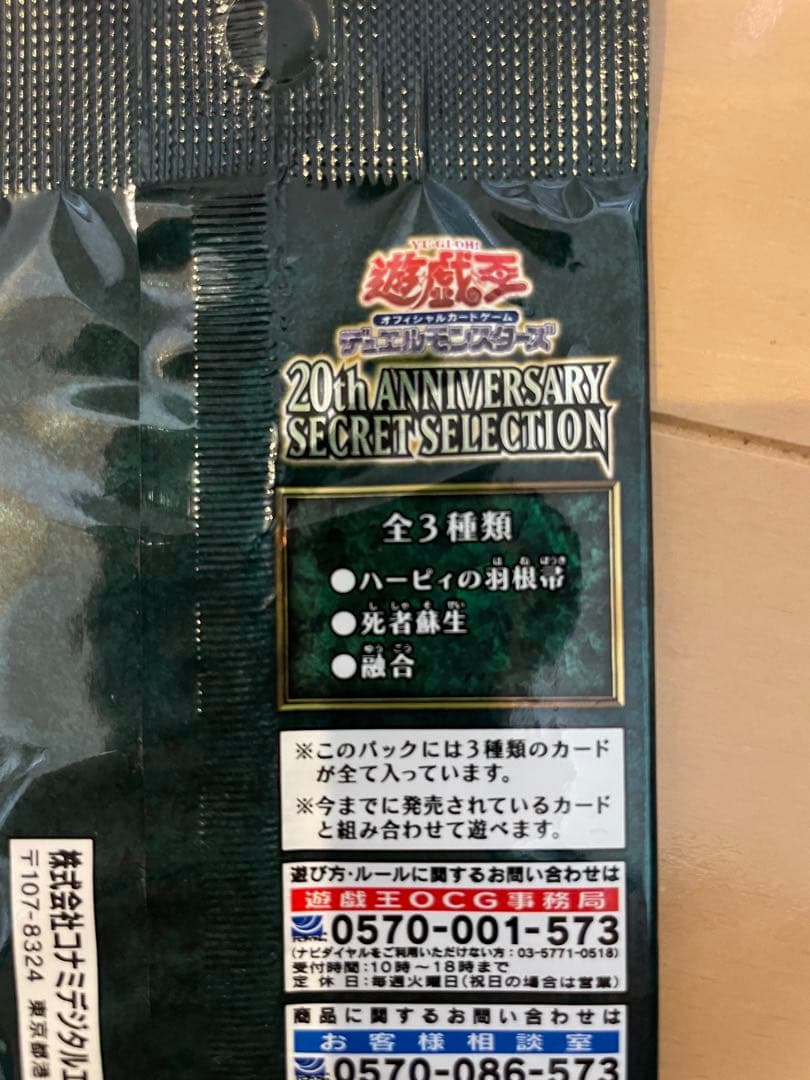 YU-GI-OH!
遊戯王
オフィシャルカードゲーム
デュエルモンスターズ
20th ANNIVERSARY
SECRET SELECTION
全3種類
●ハーピィの羽根帚
●死者蘇生
●融合
※このパックには3種類のカード
が全て入っています。
※今までに発売されているカード
と組み合わせて遊べます。
遊び方・ルールに関するお問い合わせは
遊戯王OCG事務局
0570-001-573
(ナビダイヤルをご利用いただけない方:03-5771-0518)
受付時間:10時～18時まで
定休日:毎週火曜日(祝日の場合は営業)
商品に関するお問い合わせは
お客様相談室
0570-086-573
株式会社コナミデジタルエ
〒107-8324 東京都港